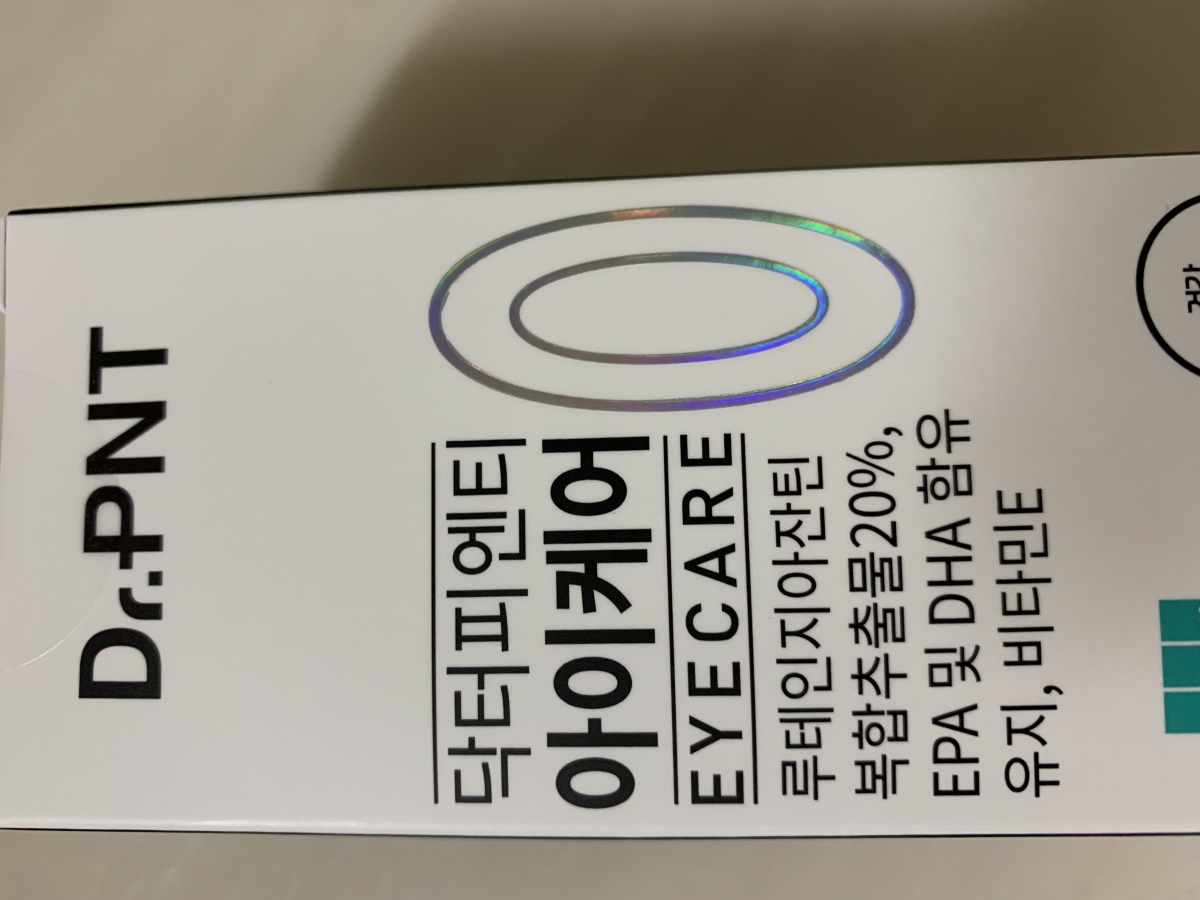 Dr.PNT
닥터피엔티
아이케어
EYECARE
루테인지아잔틴
복합추출물20%,
EPA 및 DHA 함유
유지, 비타민E